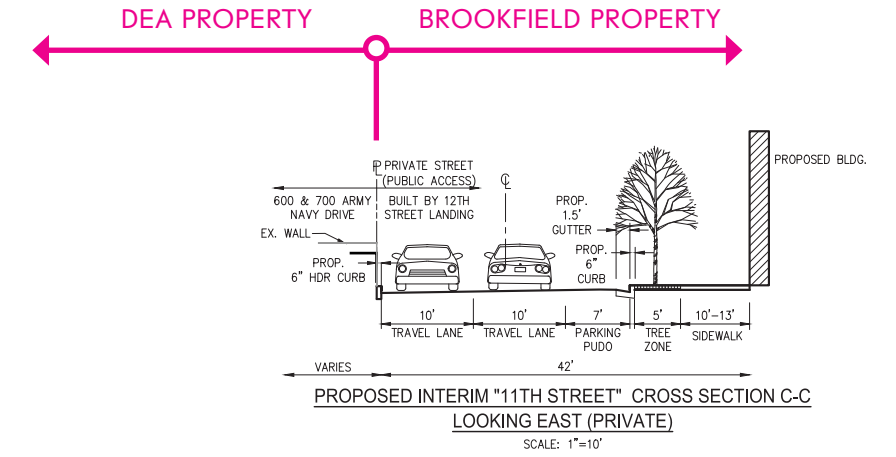 DEA PROPERTY
BROOKFIELD PROPERTY
PROPOSED BLDG.
PRIVATE STREET
(PUBLIC ACCESS)
600 & 700 ARMY
NAVY DRIVE
BUILT BY 12TH
STREET LANDING
EX. WALL
PROP.
6" HDR CURB
PROP.
1.5'
GUTTER
PROP.
6"
CURB
10'
TRAVEL LANE
10'
TRAVEL LANE
7'
PARKING
PUDO
5'
TREE
ZONE
10'-13'
SIDEWALK
VARIES
42'
PROPOSED INTERIM "11TH STREET" CROSS SECTION C-C
LOOKING EAST (PRIVATE)
SCALE: 1"=10'